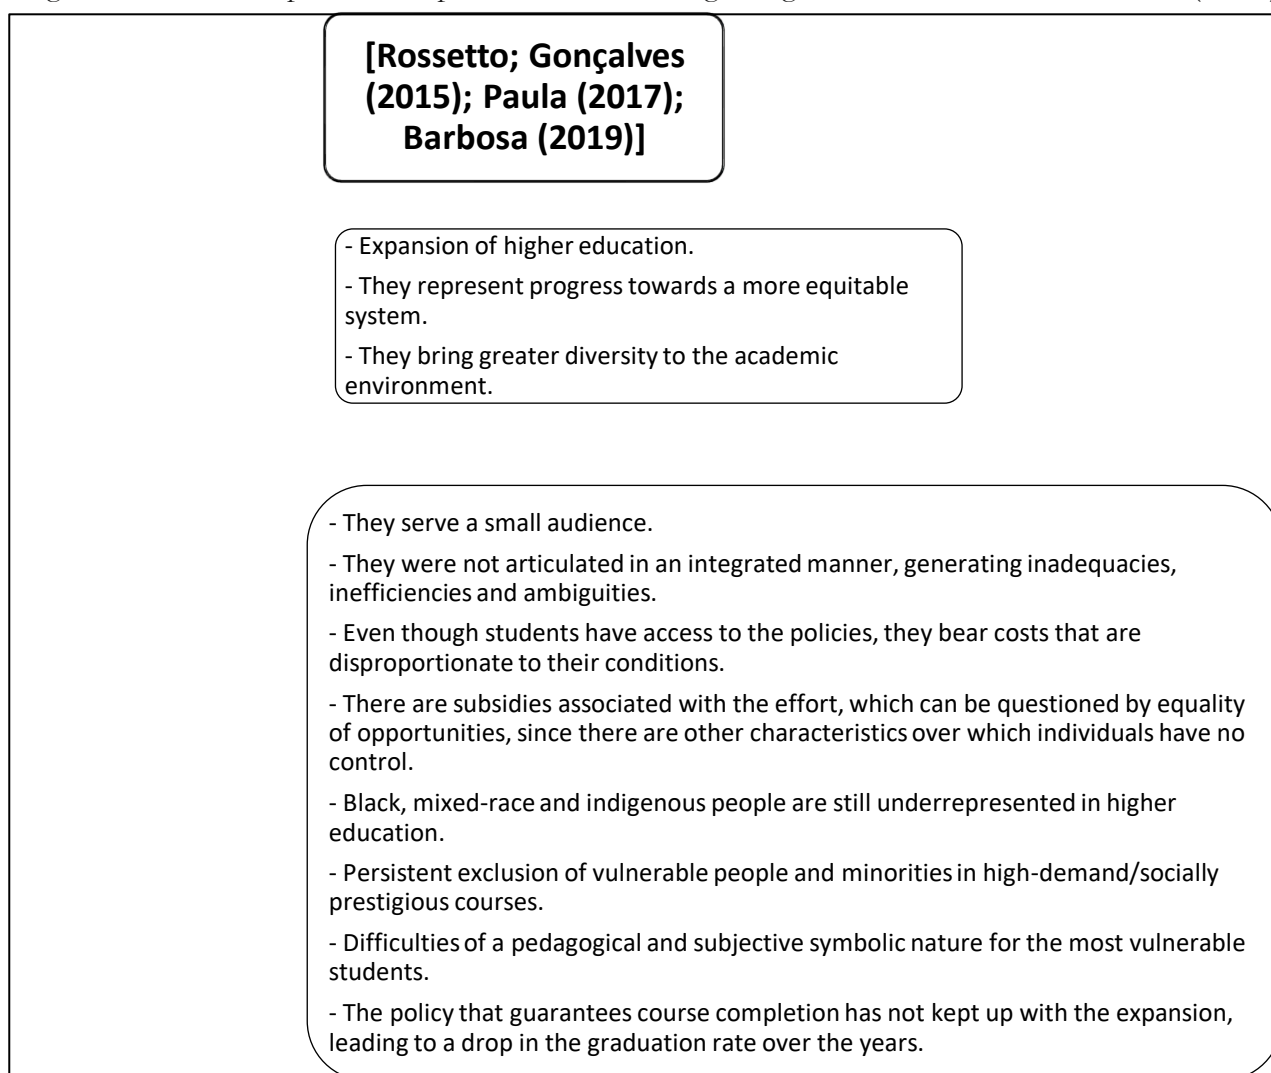 [Rossetto; Gonçalves
(2015); Paula (2017);
Barbosa (2019)]
- Expansion of higher education.
- They represent progress towards a more equitable
system.
- They bring greater diversity to the academic
environment.
- They serve a small audience.
- They were not articulated in an integrated manner, generating inadequacies,
inefficiencies and ambiguities.
- Even though students have access to the policies, they bear costs that are
disproportionate to their conditions.
- There are subsidies associated with the effort, which can be questioned by equality
of opportunities, since there are other characteristics over which individuals have no
control.
- Black, mixed-race and indigenous people are still underrepresented in higher
education.
- Persistent exclusion of vulnerable people and minorities in high-demand/socially
prestigious courses.
- Difficulties of a pedagogical and subjective symbolic nature for the most vulnerable
students.
- The policy that guarantees course completion has not kept up with the expansion,
leading to a drop in the graduation rate over the years.